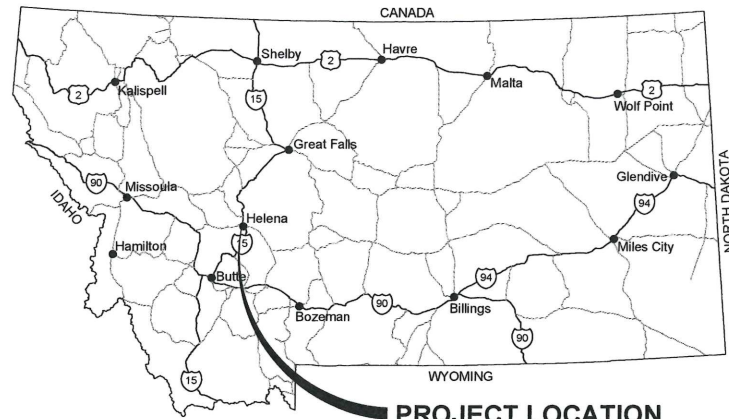 CANADA
Shelby
Havre
2
2
Kalispell
15
Malta
2
Wolf Point
Great Falls
90
Missoula
Glendive
94
NORTH DAKOTA
IDAHO
Helena
15
Hamilton
Butte
Miles City
94
Bozeman
90
Billings
90
15
WYOMING
PROJECT LOCATION